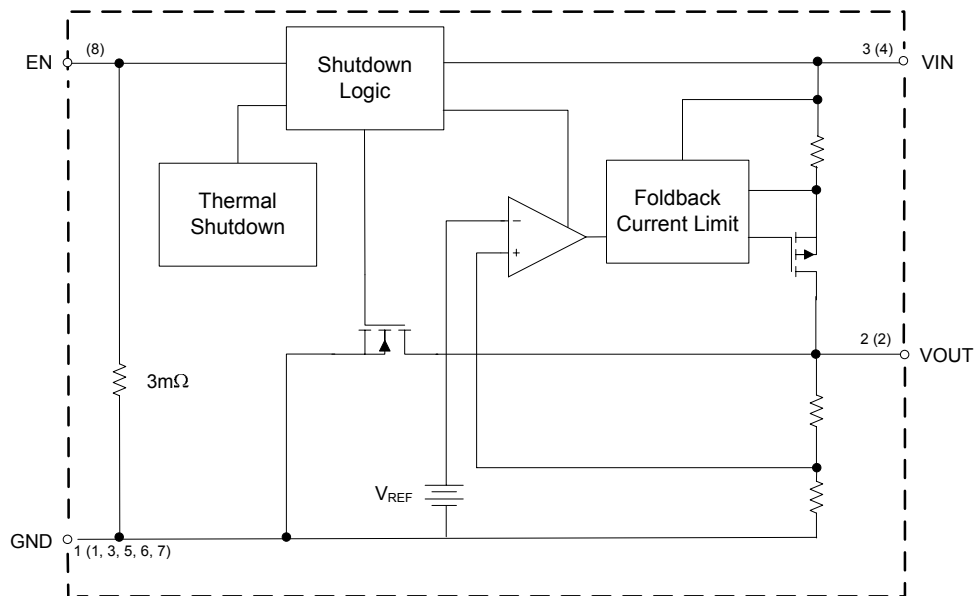 EN
(8)
Shutdown
Logic
3 (4)
VIN
Thermal
Shutdown
Foldback
Current Limit
−
+
2 (2)
VOUT
3mΩ
VREF
GND
1 (1, 3, 5, 6, 7)